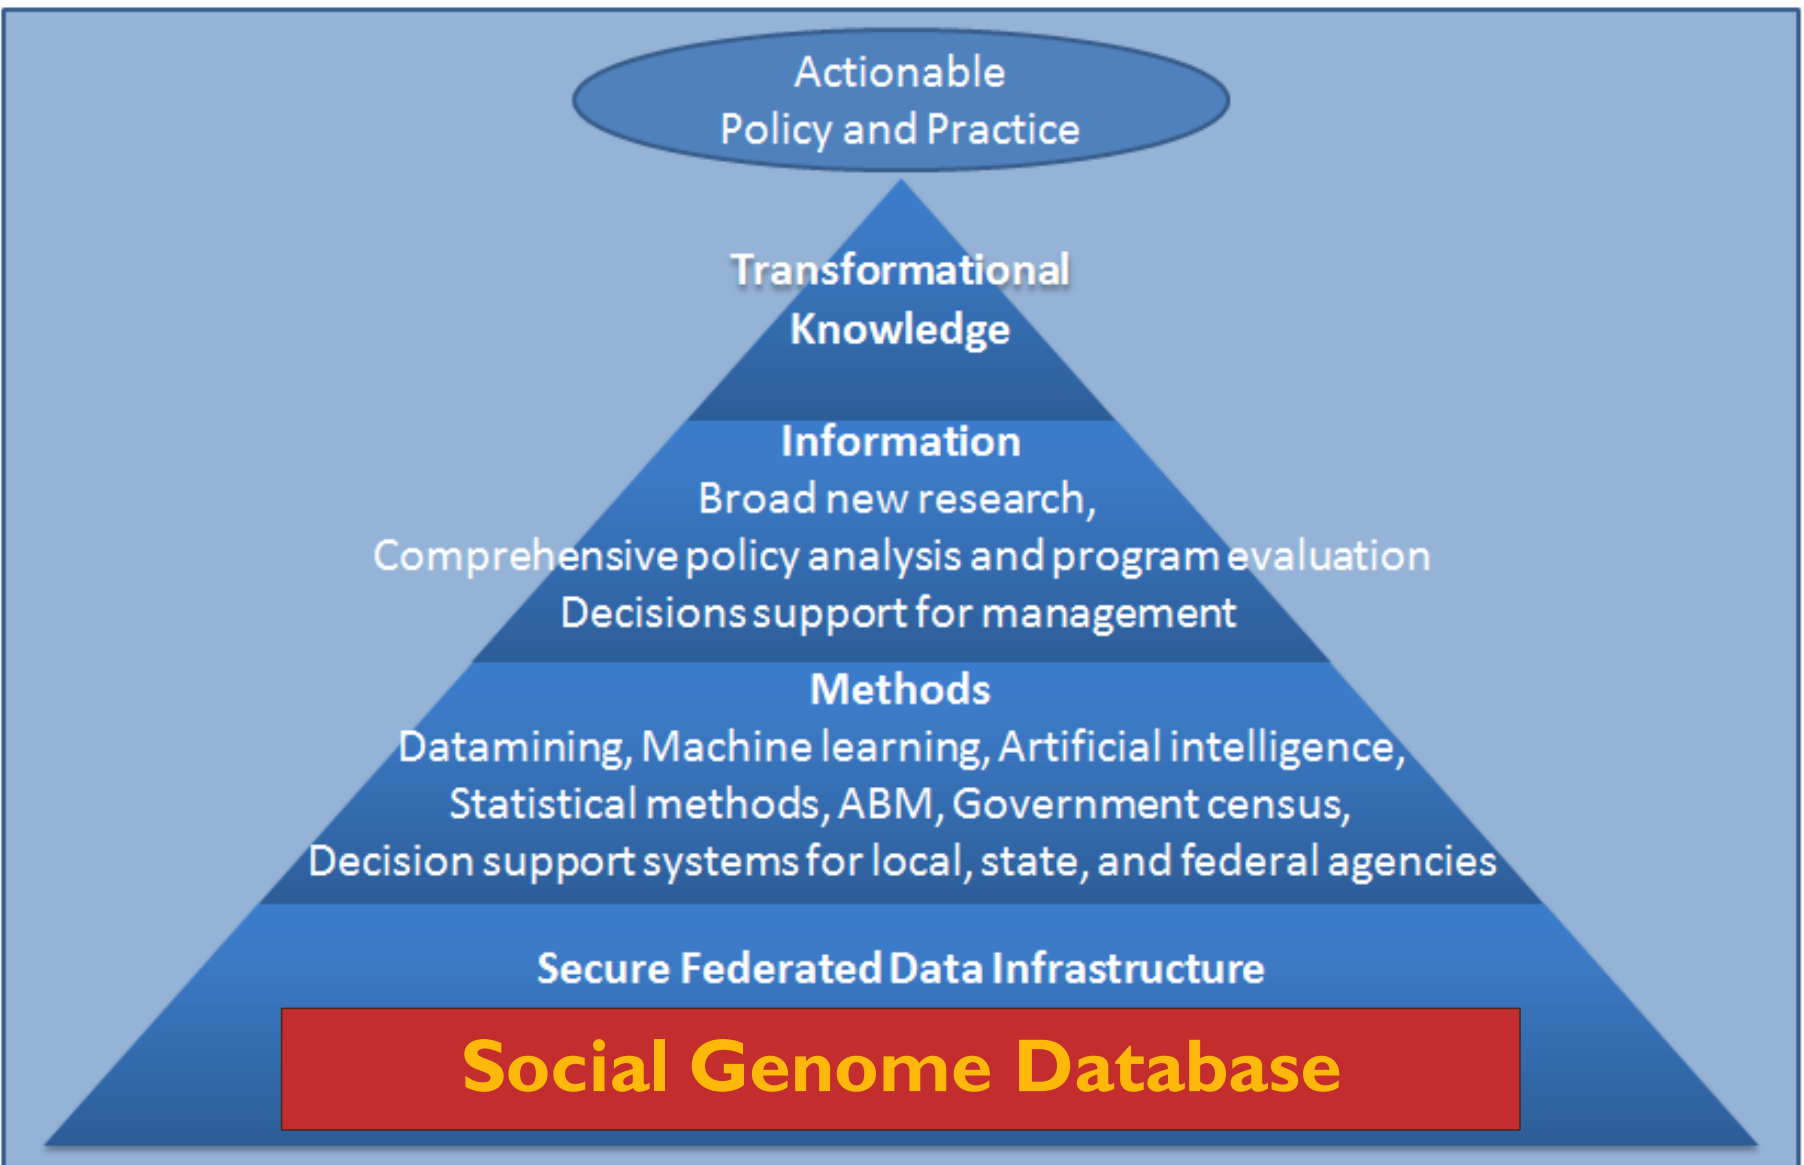 Actionable
Policy and Practice
Transformational
Knowledge
Information
Broad new research,
Comprehensive policy analysis and program evaluation
Decisions support for management
Methods
Datamining, Machine learning, Artificial intelligence,
Statistical methods, ABM, Government census,
Decision support systems for local, state, and federal agencies
Secure Federated Data Infrastructure
Social Genome Database